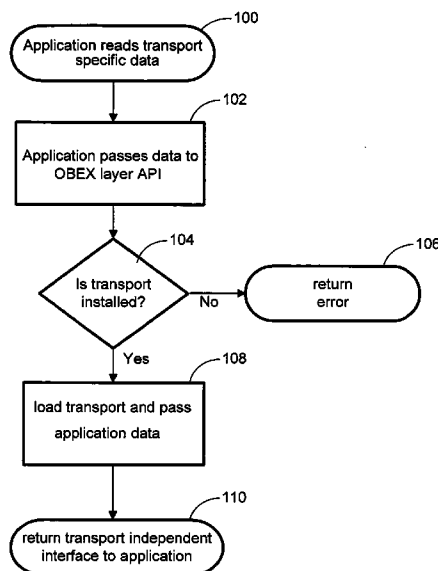 100
Application reads transport
specific data
102
Application passes data to
OBEX layer API
104
Is transport
installed?
No
106
return
error
Yes
108
load transport and pass
application data
110
return transport independent
interface to application